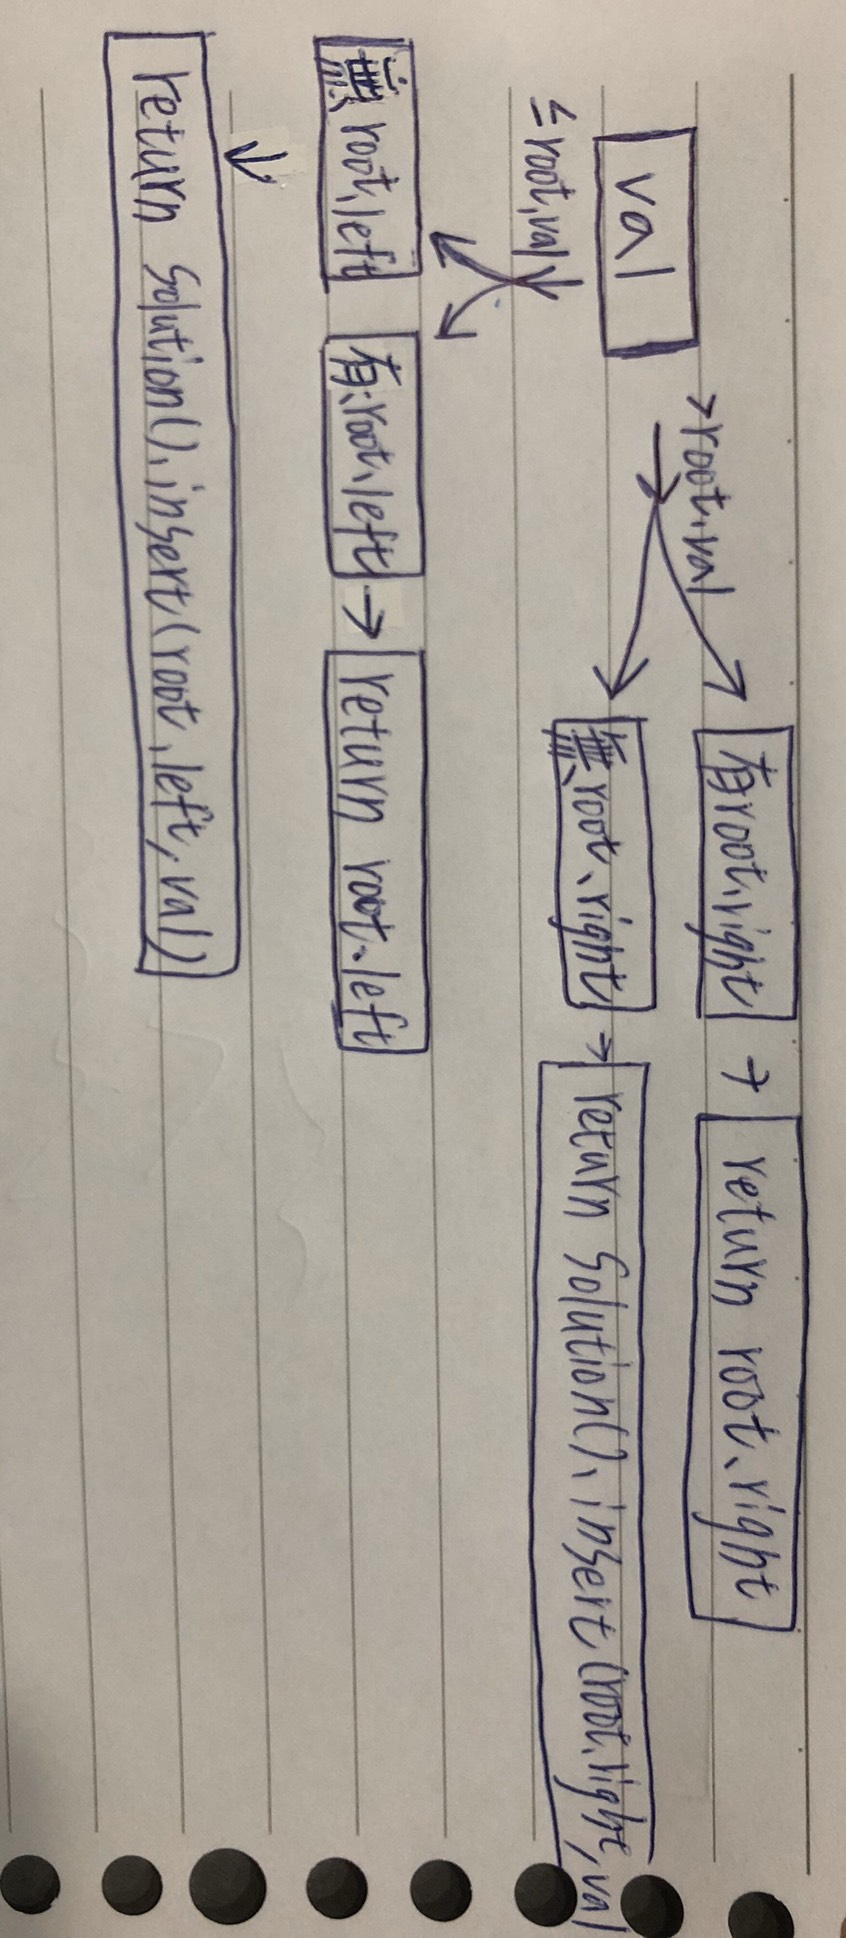 >root.val
有root.right → return root.right
val
無root.right → return Solution().insert(root.right,val
≤root.val
無root.left
有root.left → return root.left
return Solution().insert(root.left,val)